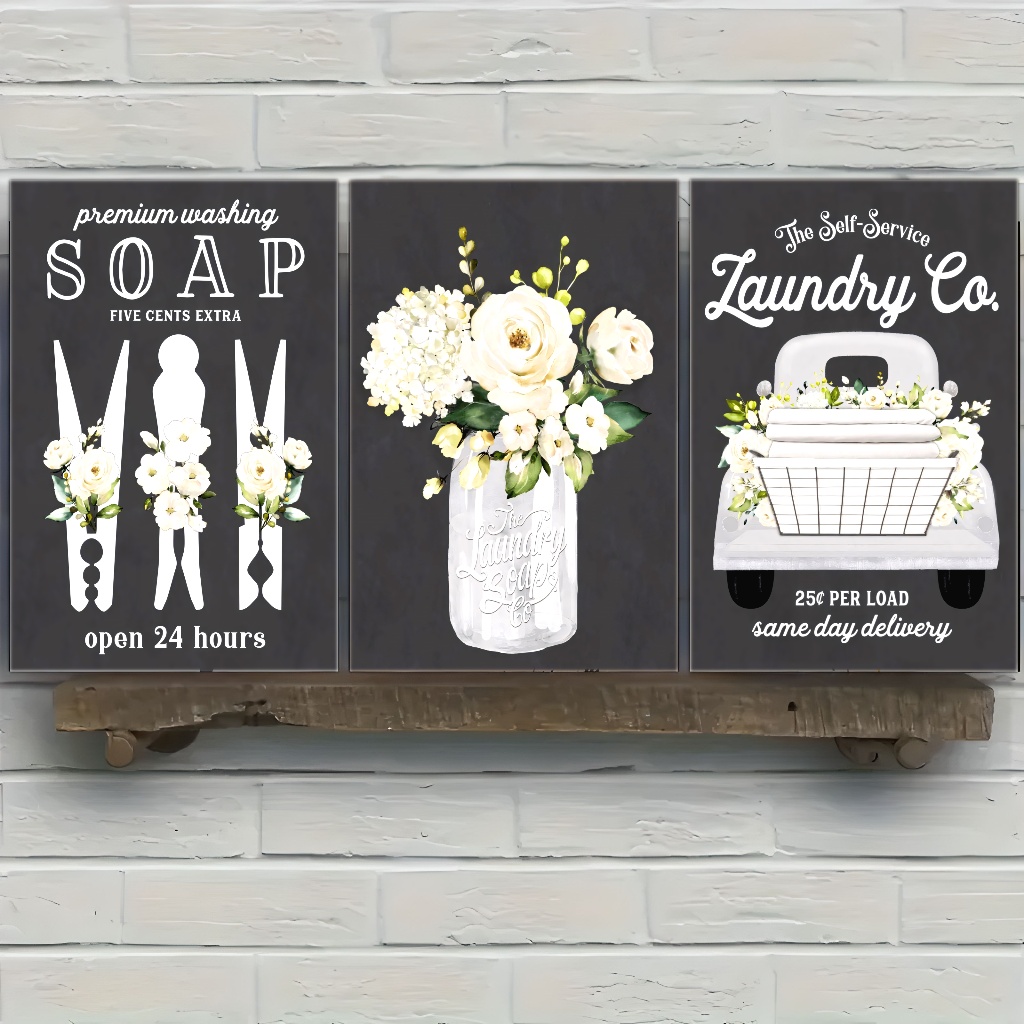 premium washing
SOAP
FIVE CENTS EXTRA
open 24 hours
The
Laundry
Soap
Co.
The Self-Service
Laundry Co.
25¢ PER LOAD
same day delivery